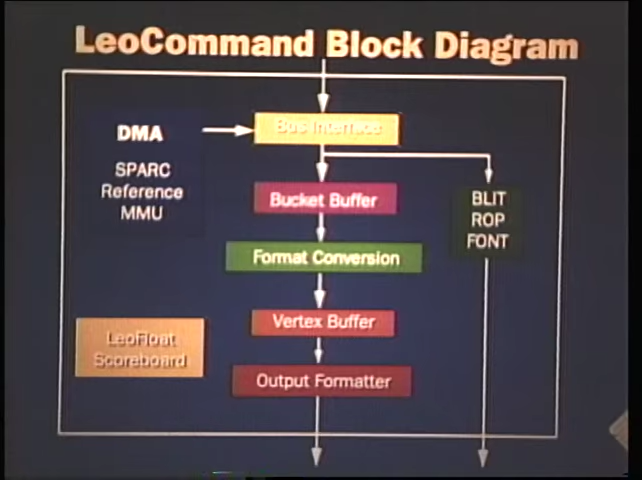 LeoCommand Block Diagram
DMA
SPARC
Reference
MMU
Bus Interface
Bucket Buffer
Format Conversion
Vertex Buffer
Output Formatter
BLIT
ROP
FONT
LeoFloat
Scoreboard